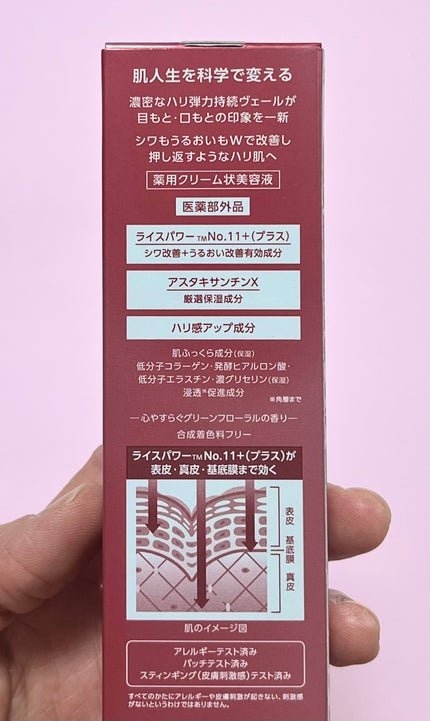 肌人生を科学で変える
濃密なハリ弾力持続ヴェールが
目もと・口もとの印象を一新
シワもうるおいもWで改善し
押し返すようなハリ肌へ
薬用クリーム状美容液
医薬部外品
ライスパワー™No.11+(プラス)
シワ改善+うるおい改善有効成分
アスタキサンチンX
厳選保湿成分
ハリ感アップ成分
肌ふっくら成分(保湿)
低分子コラーゲン・発酵ヒアルロン酸・
低分子エラスチン・濃グリセリン(保湿)
浸透※促進成分
※角層まで
―心やすらぐグリーンフローラルの香り―
合成着色料フリー
ライスパワー™No.11+(プラス)が
表皮・真皮・基底膜まで効く
表皮
基底膜
真皮
肌のイメージ図
アレルギーテスト済み
パッチテスト済み
スティンギング(皮膚刺激感)テスト済み
すべてのかたにアレルギーや皮膚刺激が起きない、刺激感
がないというわけではありません。